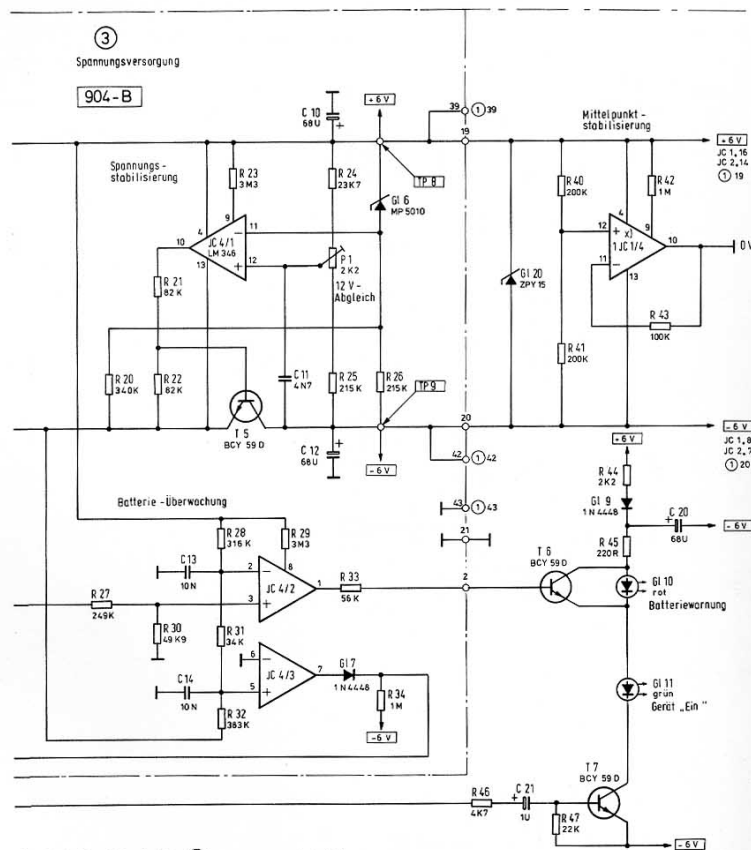 3
Spannungsversorgung
904-B
C 10
68U
+
+6 V
39
1 39
19
Mittelpunkt-
stabilisierung
+6 V
JC 1,16
JC 2,14
1 19
Spannungs-
stabilisierung
R 23
3M3
R 24
23K7
TP 8
Gl 6
MP 5010
R 40
200K
R 42
1M
4
9
10
JC 4/1
LM 346
11
12
13
P 1
2K2
12 V-
Abgleich
Gl 20
ZPY 15
4
9
12
+ x)
1 JC 1/4
11
10
13
0 V
R 43
100K
R 21
82K
R 20
340K
R 22
82K
C 11
4N7
R 25
215K
R 26
215K
TP 9
R 41
200K
T 5
BCY 59 D
+
C 12
68U
-6 V
20
42
1 42
43
1 43
21
-6 V
JC 1,8
JC 2,7
1 20
+6 V
R 44
2K2
Gl 9
1N4448
C 20
+
68U
-6 V
R 45
220R
Batterie-Überwachung
R 28
316K
R 29
3M3
C 13
10N
2
8
3
JC 4/2
1
R 33
56K
2
T 6
BCY 59 D
Gl 10
rot
Batteriewarnung
R 27
249K
R 30
49K9
R 31
34K
C 14
10N
6
5
JC 4/3
7
Gl 7
1N4448
R 34
1M
-6 V
R 32
383K
Gl 11
grün
Gerät „Ein"
T 7
BCY 59 D
R 46
4K7
+
C 21
1U
R 47
22K
-6 V